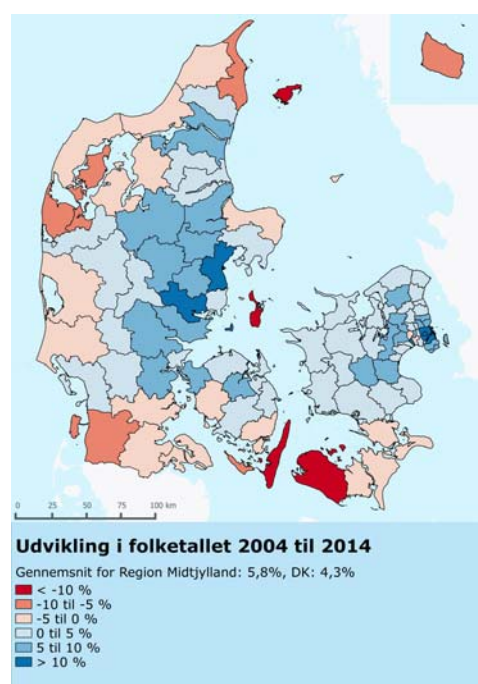 0 25 50 75 100 km
Udvikling i folketallet 2004 til 2014
Gennemsnit for Region Midtjylland: 5,8%, DK: 4,3%
< -10 %
-10 til -5 %
-5 til 0 %
0 til 5 %
5 til 10 %
> 10 %